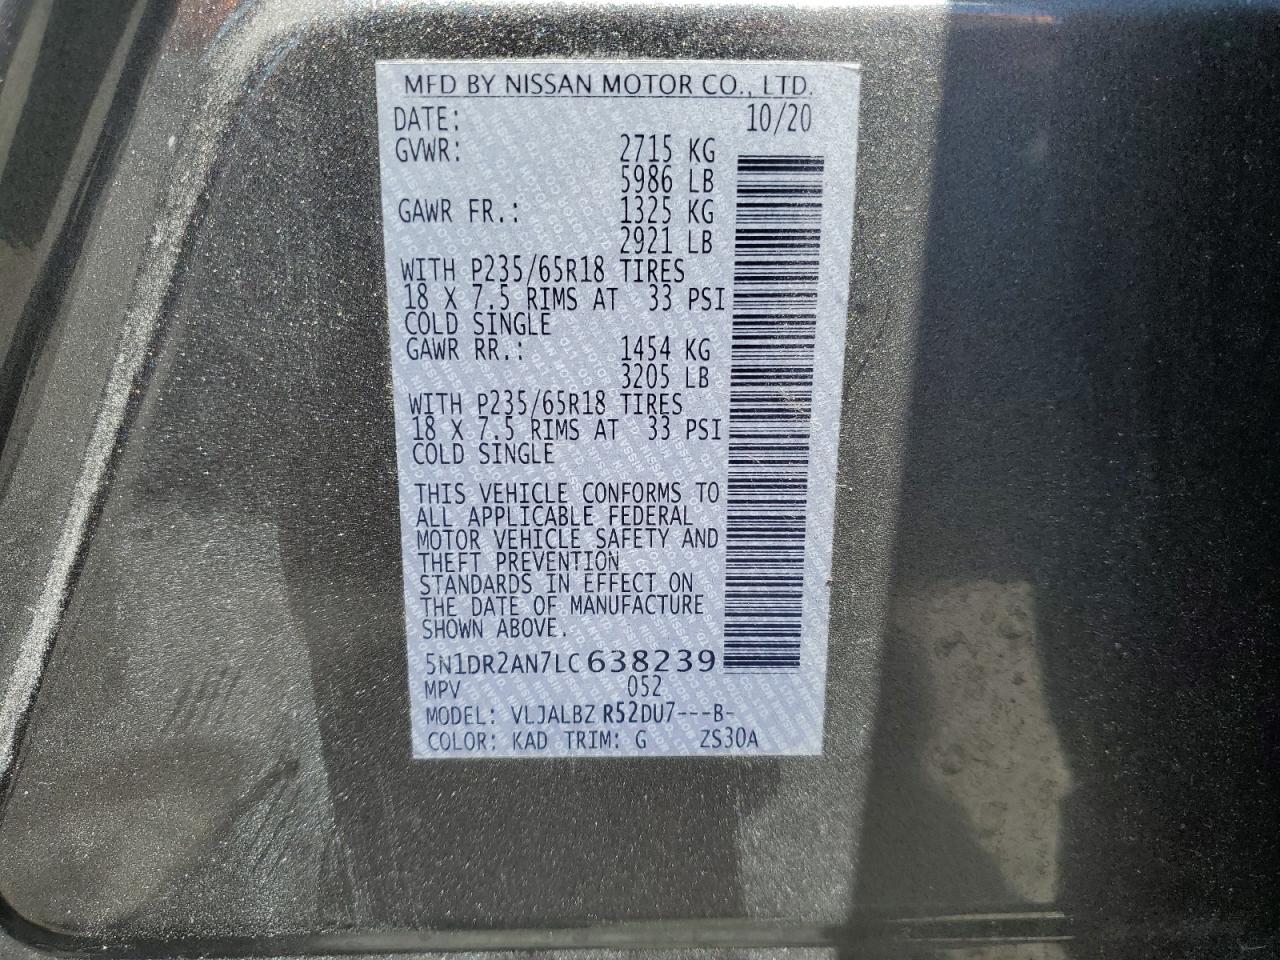 MFD BY NISSAN MOTOR CO., LTD.
DATE: 10/20
GVWR: 2715 KG
5986 LB
GAWR FR.: 1325 KG
2921 LB
WITH P235/65R18 TIRES
18 X 7.5 RIMS AT 33 PSI
COLD SINGLE
GAWR RR.: 1454 KG
3205 LB
WITH P235/65R18 TIRES
18 X 7.5 RIMS AT 33 PSI
COLD SINGLE
THIS VEHICLE CONFORMS TO
ALL APPLICABLE FEDERAL
MOTOR VEHICLE SAFETY AND
THEFT PREVENTION
STANDARDS IN EFFECT ON
THE DATE OF MANUFACTURE
SHOWN ABOVE.
5N1DR2AN7LC638239
MPV 052
MODEL: VLJALBZ R52DU7---B-
COLOR: KAD TRIM: G ZS30A